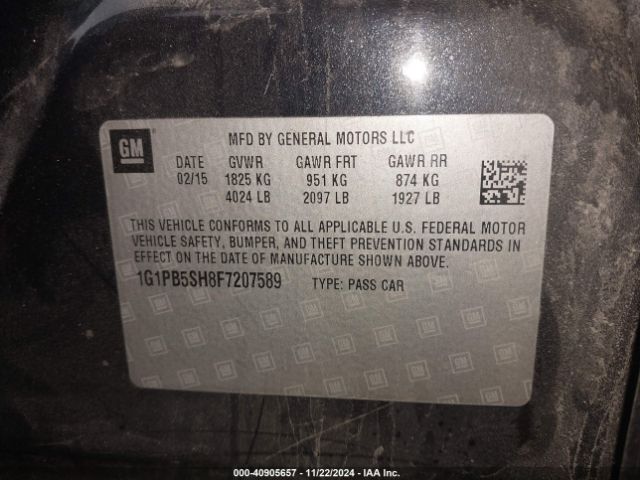 GM
MFD BY GENERAL MOTORS LLC
DATE GVWR GAWR FRT GAWR RR
02/15 1825 KG 951 KG 874 KG
4024 LB 2097 LB 1927 LB
THIS VEHICLE CONFORMS TO ALL APPLICABLE U.S. FEDERAL MOTOR
VEHICLE SAFETY, BUMPER, AND THEFT PREVENTION STANDARDS IN
EFFECT ON THE DATE OF MANUFACTURE SHOWN ABOVE.
1G1PB5SH8F7207589 TYPE: PASS CAR
000-40905657 - 11/22/2024 - IAA Inc.